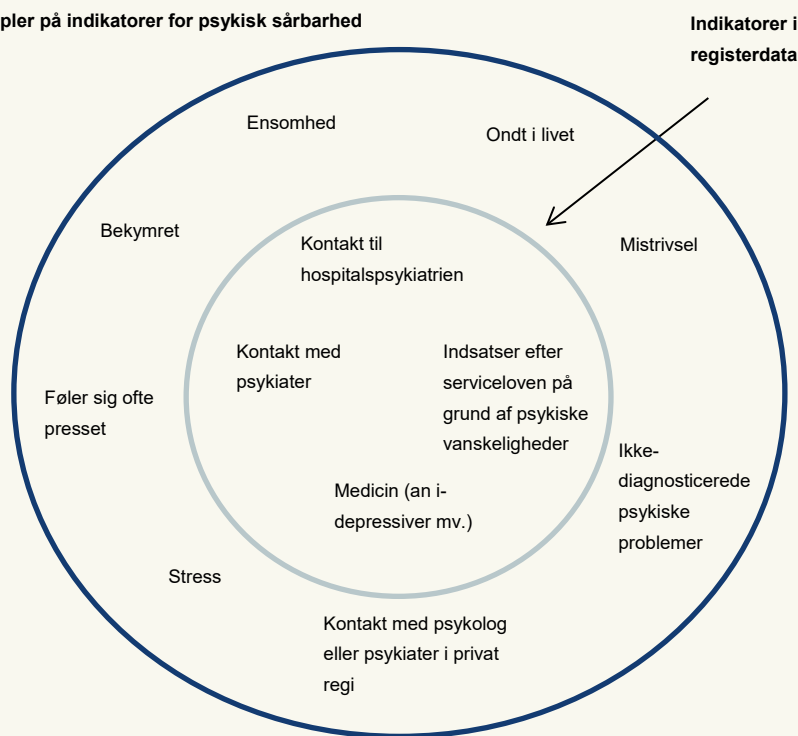 pler på indikatorer for psykisk sårbarhed
Indikatorer i
registerdata
Ensomhed
Ondt i livet
Bekymret
Kontakt til
hospitalspsykiatrien
Mistrivsel
Kontakt med
psykiater
Indsatser efter
serviceloven på
grund af psykiske
vanskeligheder
Føler sig ofte
presset
Ikke-
diagnosticerede
psykiske
problemer
Medicin (an i-
depressiver mv.)
Stress
Kontakt med psykolog
eller psykiater i privat
regi